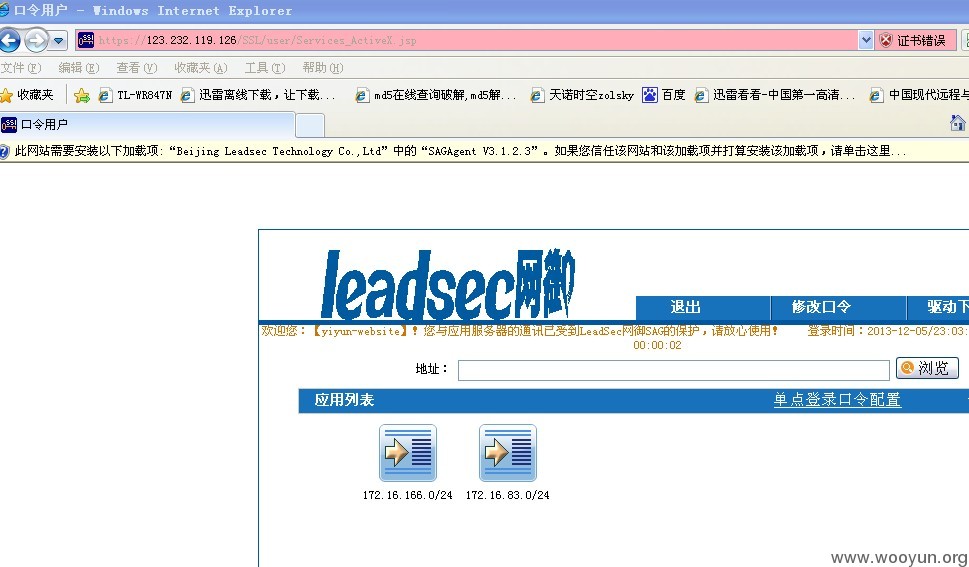 口令用户 - Windows Internet Explorer
https://123.232.119.126/SSL/user/Services_ActiveX.jsp 证书错误
文件(F) 编辑(E) 查看(V) 收藏夹(A) 工具(T) 帮助(H)
收藏夹 TL-WR847N 迅雷离线下载，让下载... md5在线查询破解,md5解... 天诺时空zolsky 百度 迅雷看看-中国第一高清... 中国现代远程与
口令用户
此网站需要安装以下加载项:“Beijing Leadsec Technology Co.,Ltd”中的“SAGAgent V3.1.2.3”。如果您信任该网站和该加载项并打算安装该加载项，请单击这里...
leadsec网御
退出 修改口令 驱动下
欢迎您：【yiyun-website】！您与应用服务器的通讯已受到LeadSec网御SAG的保护，请放心使用！ 登录时间：2013-12-05/23:03:
00:00:02
地址： 浏览
应用列表 单点登录口令配置
172.16.166.0/24 172.16.83.0/24
www.wooyun.org